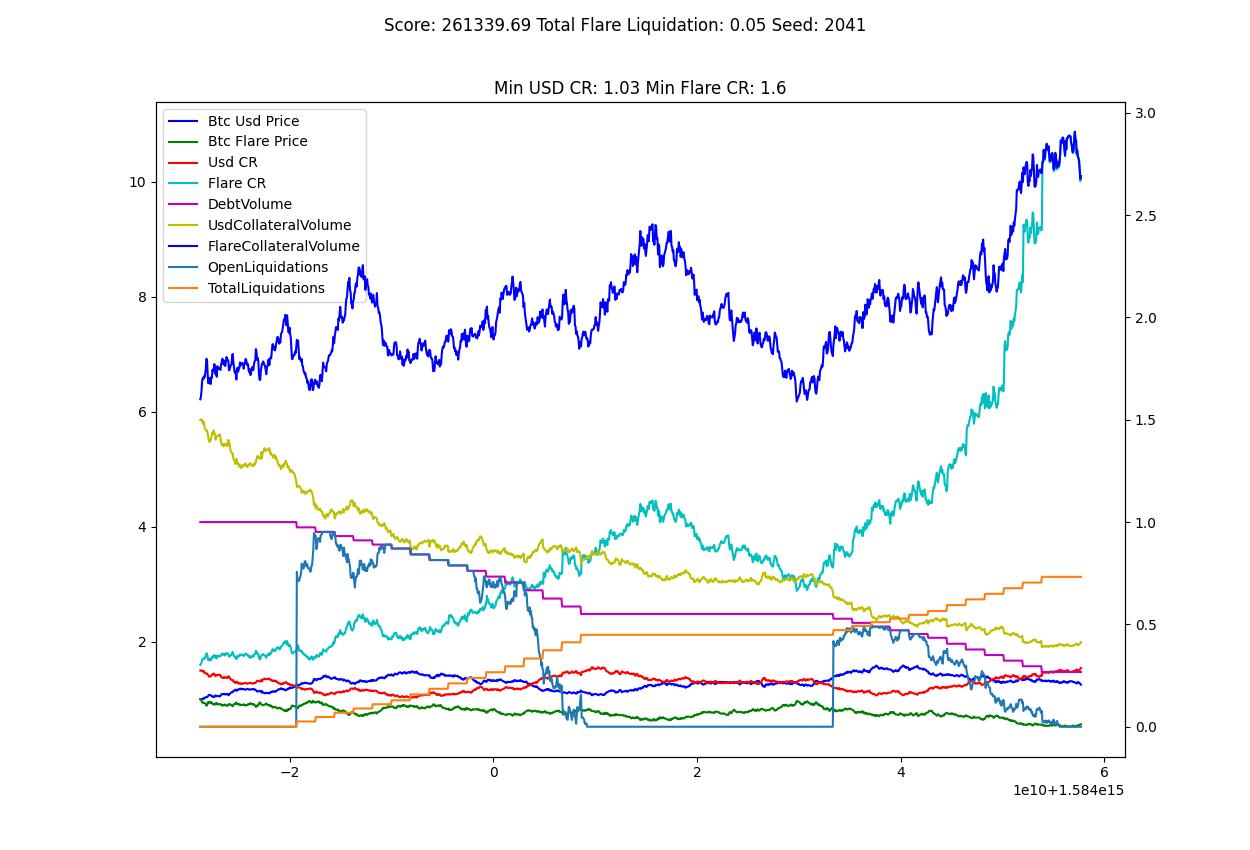 Score: 261339.69 Total Flare Liquidation: 0.05 Seed: 2041
Min USD CR: 1.03 Min Flare CR: 1.6
Btc Usd Price
Btc Flare Price
Usd CR
Flare CR
DebtVolume
UsdCollateralVolume
FlareCollateralVolume
OpenLiquidations
TotalLiquidations
10
8
6
4
2
3.0
2.5
2.0
1.5
1.0
0.5
0.0
−2
0
2
4
6
1e10+1.584e15